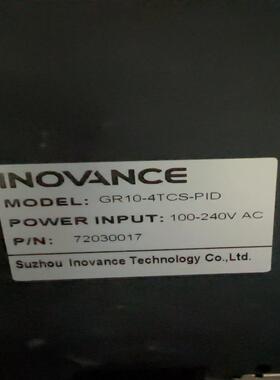 INOVANCE
MODEL: GR10-4TCS-PID
POWER INPUT: 100-240V AC
P/N: 72030017
Suzhou Inovance Technology Co.,Ltd.